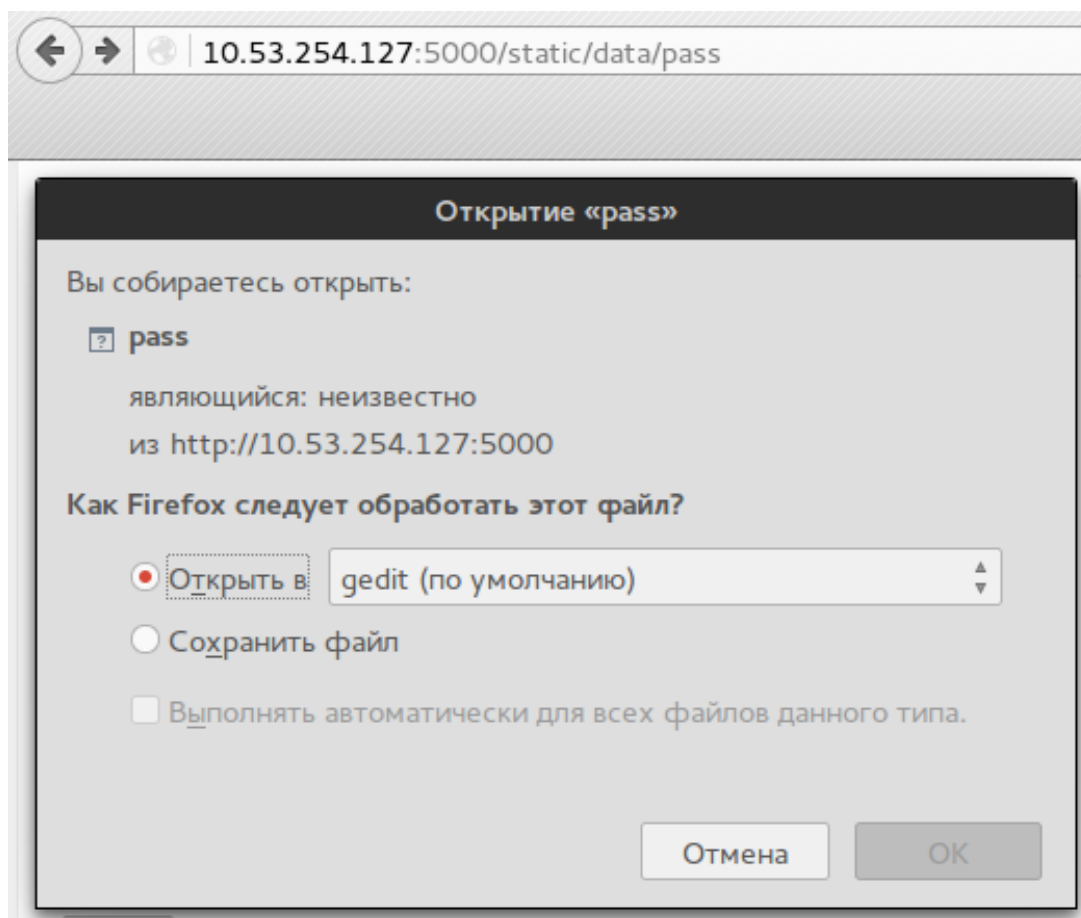 10.53.254.127:5000/static/data/pass
Открытие «pass»
Вы собираетесь открыть:
pass
являющийся: неизвестно
из http://10.53.254.127:5000
Как Firefox следует обработать этот файл?
Открыть в gedit (по умолчанию)
Сохранить файл
Выполнять автоматически для всех файлов данного типа.
Отмена OK